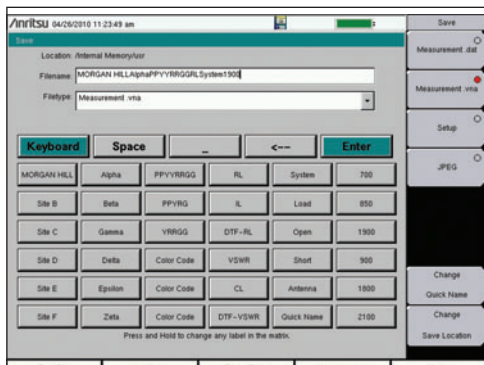 /inritsu 04/26/2010 11:23:49 am
Save
Save
Location: /Internal Memory/usr
Filename: MORGAN HILLAlphaPPVYRRGGRLSystem1900
Filetype: Measurement .vna
Measurement .dat
Measurement .vna
Setup
JPEG
Keyboard Space _ <-- Enter
MORGAN HILL Alpha PPYVRRGG RL System 700
Site B Beta PPVRG IL Load 850
Site C Gamma YRRGG DTF-RL Open 1900
Site D Delta Color Code VSWR Short 900
Site E Epsilon Color Code CL Antenna 1800
Site F Zeta Color Code DTF-VSWR Quick Name 2100
Press and Hold to change any label in the matrix.
Change
Quick Name
Change
Save Location